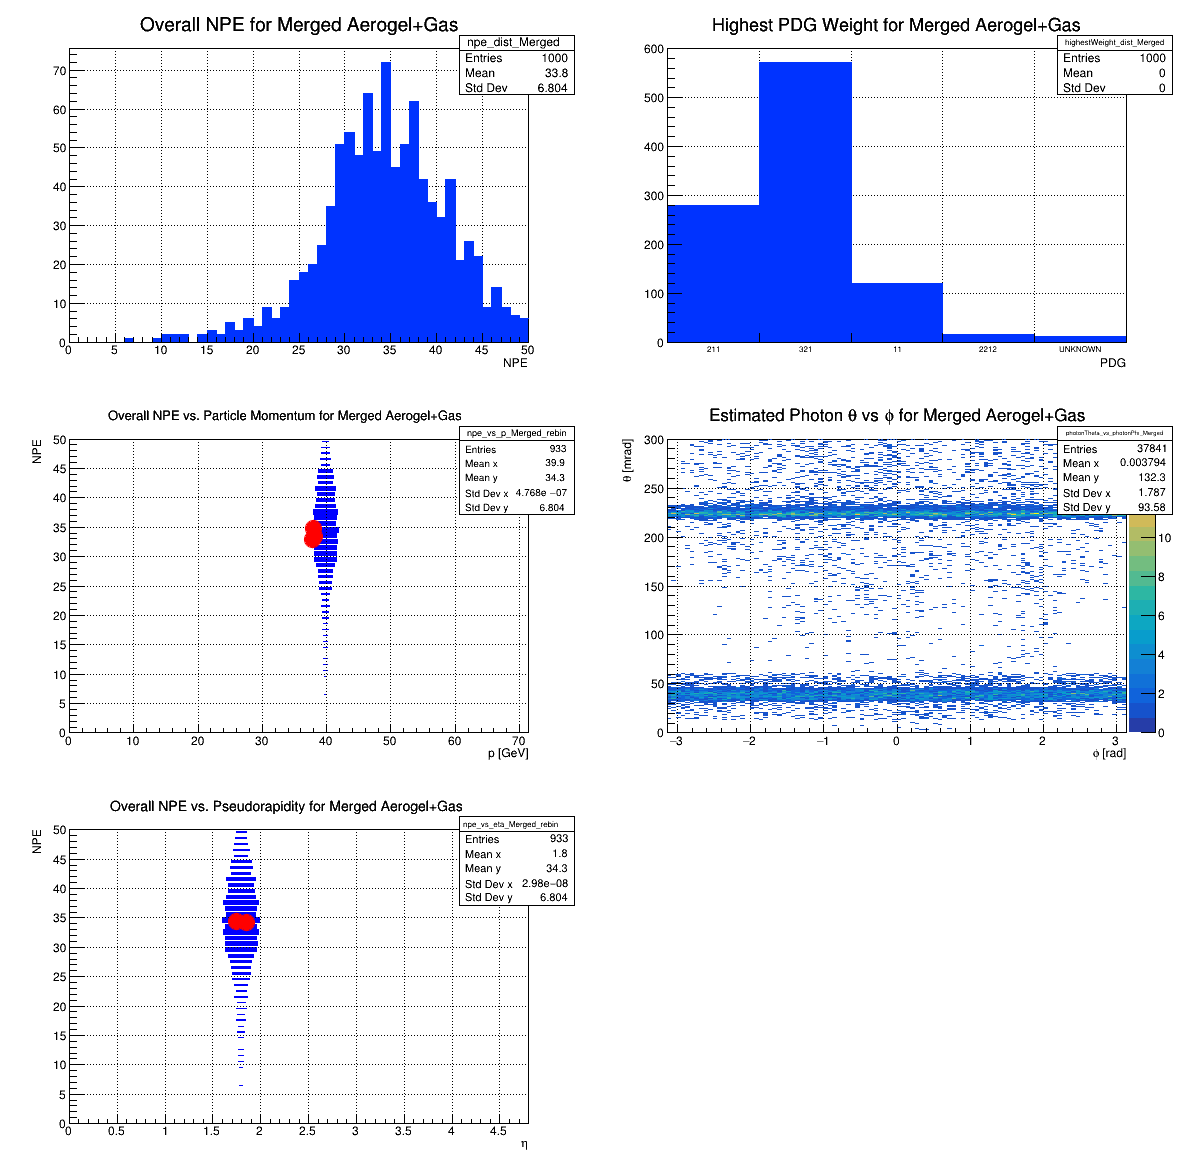 Overall NPE for Merged Aerogel+Gas
npe_dist_Merged
Entries 1000
Mean 33.8
Std Dev 6.804
70
60
50
40
30
20
10
0
0 5 10 15 20 25 30 35 40 45 50
NPE
Highest PDG Weight for Merged Aerogel+Gas
highestWeight_dist_Merged
Entries 1000
Mean 0
Std Dev 0
600
500
400
300
200
100
0
211 321 11 2212 UNKNOWN
PDG
Overall NPE vs. Particle Momentum for Merged Aerogel+Gas
npe_vs_p_Merged_rebin
Entries 933
Mean x 39.9
Mean y 34.3
Std Dev x 4.768e −07
Std Dev y 6.804
NPE
50
45
40
35
30
25
20
15
10
5
0
0 10 20 30 40 50 60 70
p [GeV]
Estimated Photon θ vs ϕ for Merged Aerogel+Gas
photonTheta_vs_photonPhi_Merged
Entries 37841
Mean x 0.003794
Mean y 132.3
Std Dev x 1.787
Std Dev y 93.58
θ [mrad]
300
250
200
150
100
50
0
−3 −2 −1 0 1 2 3
ϕ [rad]
10
8
6
4
2
0
Overall NPE vs. Pseudorapidity for Merged Aerogel+Gas
npe_vs_eta_Merged_rebin
Entries 933
Mean x 1.8
Mean y 34.3
Std Dev x 2.98e−08
Std Dev y 6.804
NPE
50
45
40
35
30
25
20
15
10
5
0
0 0.5 1 1.5 2 2.5 3 3.5 4 4.5
η